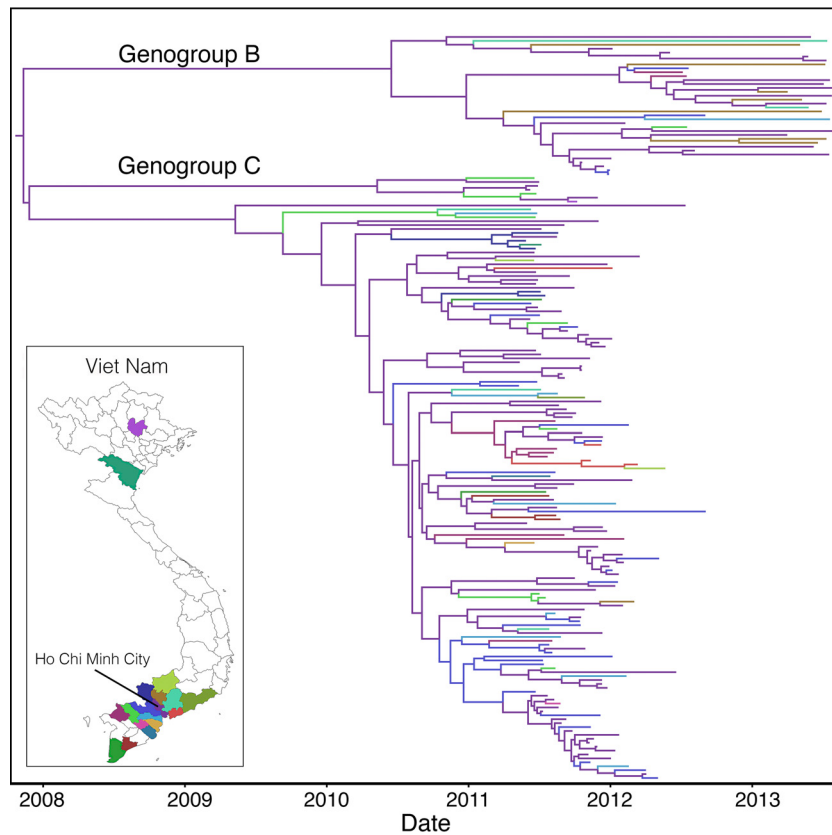 Genogroup B
Genogroup C
Viet Nam
Ho Chi Minh City
2008 2009 2010 2011 2012 2013
Date